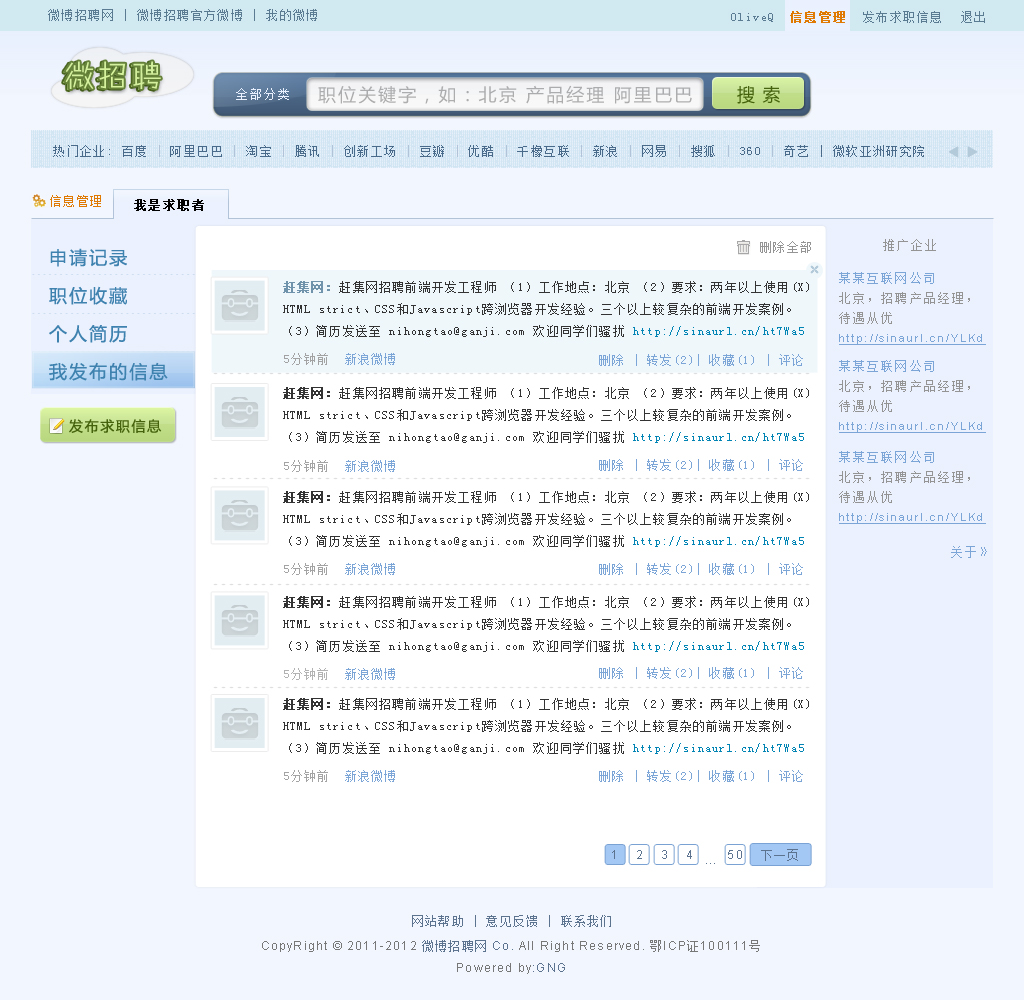 微博招聘网 | 微博招聘官方微博 | 我的微博
OliveQ 信息管理 发布求职信息 退出
微招聘
全部分类 职位关键字，如：北京 产品经理 阿里巴巴 搜 索
热门企业： 百度 | 阿里巴巴 | 淘宝 | 腾讯 | 创新工场 | 豆瓣 | 优酷 | 千橡互联 | 新浪 | 网易 | 搜狐 | 360 | 奇艺 | 微软亚洲研究院
信息管理 我是求职者
申请记录
职位收藏
个人简历
我发布的信息
发布求职信息
删除全部
赶集网：赶集网招聘前端开发工程师 （1）工作地点：北京 （2）要求：两年以上使用(X)
HTML strict、CSS和Javascript跨浏览器开发经验。三个以上较复杂的前端开发案例。
（3）简历发送至 nihongtao@ganji.com 欢迎同学们骚扰 http://sinaurl.cn/ht7Wa5
5分钟前 新浪微博 删除 | 转发(2)| 收藏(1) | 评论
赶集网：赶集网招聘前端开发工程师 （1）工作地点：北京 （2）要求：两年以上使用(X)
HTML strict、CSS和Javascript跨浏览器开发经验。三个以上较复杂的前端开发案例。
（3）简历发送至 nihongtao@ganji.com 欢迎同学们骚扰 http://sinaurl.cn/ht7Wa5
5分钟前 新浪微博 删除 | 转发(2)| 收藏(1) | 评论
赶集网：赶集网招聘前端开发工程师 （1）工作地点：北京 （2）要求：两年以上使用(X)
HTML strict、CSS和Javascript跨浏览器开发经验。三个以上较复杂的前端开发案例。
（3）简历发送至 nihongtao@ganji.com 欢迎同学们骚扰 http://sinaurl.cn/ht7Wa5
5分钟前 新浪微博 删除 | 转发(2)| 收藏(1) | 评论
赶集网：赶集网招聘前端开发工程师 （1）工作地点：北京 （2）要求：两年以上使用(X)
HTML strict、CSS和Javascript跨浏览器开发经验。三个以上较复杂的前端开发案例。
（3）简历发送至 nihongtao@ganji.com 欢迎同学们骚扰 http://sinaurl.cn/ht7Wa5
5分钟前 新浪微博 删除 | 转发(2)| 收藏(1) | 评论
赶集网：赶集网招聘前端开发工程师 （1）工作地点：北京 （2）要求：两年以上使用(X)
HTML strict、CSS和Javascript跨浏览器开发经验。三个以上较复杂的前端开发案例。
（3）简历发送至 nihongtao@ganji.com 欢迎同学们骚扰 http://sinaurl.cn/ht7Wa5
5分钟前 新浪微博 删除 | 转发(2)| 收藏(1) | 评论
1 2 3 4 ... 50 下一页
推广企业
某某互联网公司
北京，招聘产品经理，
待遇从优
http://sinaurl.cn/YLKd
某某互联网公司
北京，招聘产品经理，
待遇从优
http://sinaurl.cn/YLKd
某某互联网公司
北京，招聘产品经理，
待遇从优
http://sinaurl.cn/YLKd
关于»
网站帮助 | 意见反馈 | 联系我们
CopyRight © 2011-2012 微博招聘网 Co. All Right Reserved. 鄂ICP证100111号
Powered by:GNG